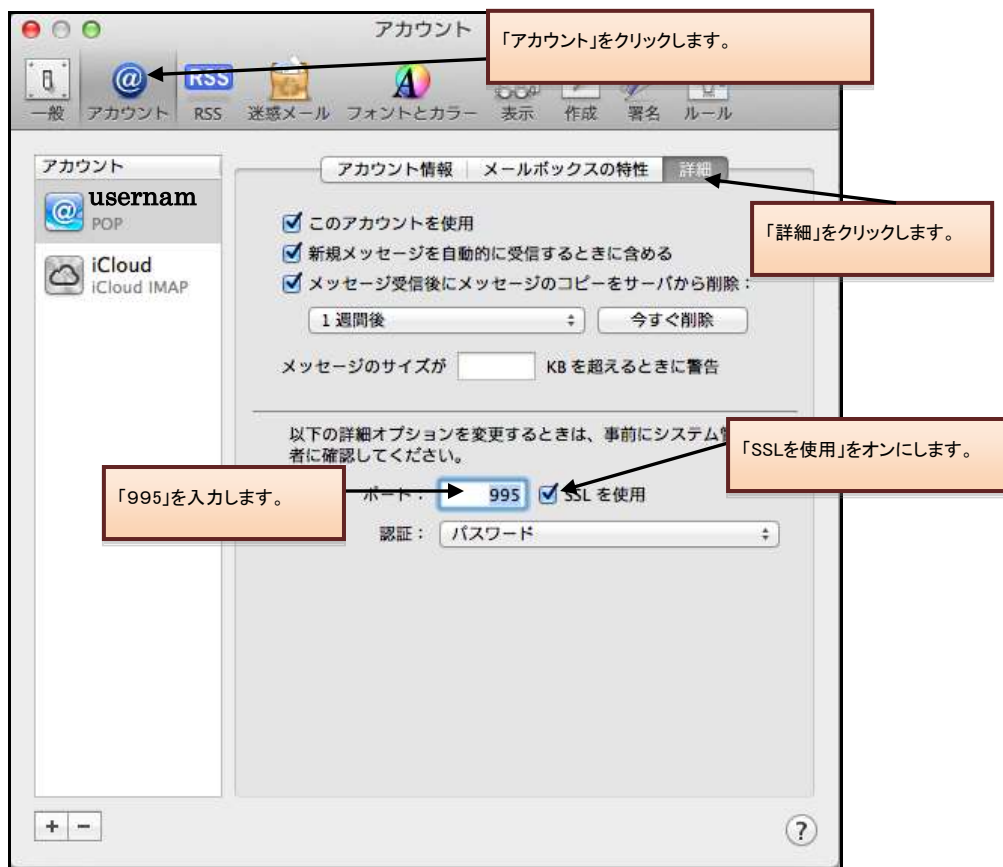 アカウント
「アカウント」をクリックします。
RSS
一般 アカウント RSS 迷惑メール フォントとカラー 表示 作成 署名 ルール
アカウント
usernam
POP
iCloud
iCloud IMAP
アカウント情報 メールボックスの特性 詳細
「詳細」をクリックします。
このアカウントを使用
新規メッセージを自動的に受信するときに含める
メッセージ受信後にメッセージのコピーをサーバから削除：
1 週間後 今すぐ削除
メッセージのサイズが KB を超えるときに警告
以下の詳細オプションを変更するときは、事前にシステム
者に確認してください。
「SSLを使用」をオンにします。
「995」を入力します。
ポート： 995 SSL を使用
認証： パスワード
+ − ?